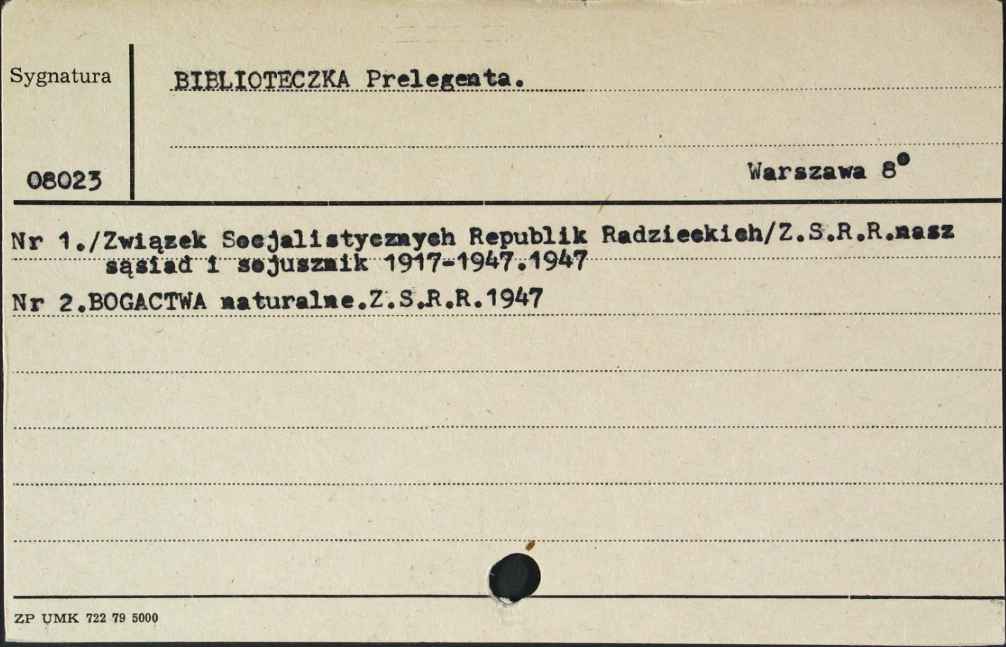 Sygnatura
BIBLIOTECZKA Prelegenta.
08023
Warszawa 8°
Nr 1./Związek Socjalistycznych Republik Radzieckich/Z.S.R.R.nasz
sąsiad i sojusznik 1917-1947.1947
Nr 2.BOGACTWA naturalne.Z.S.R.R.1947
ZP UMK 722 79 5000